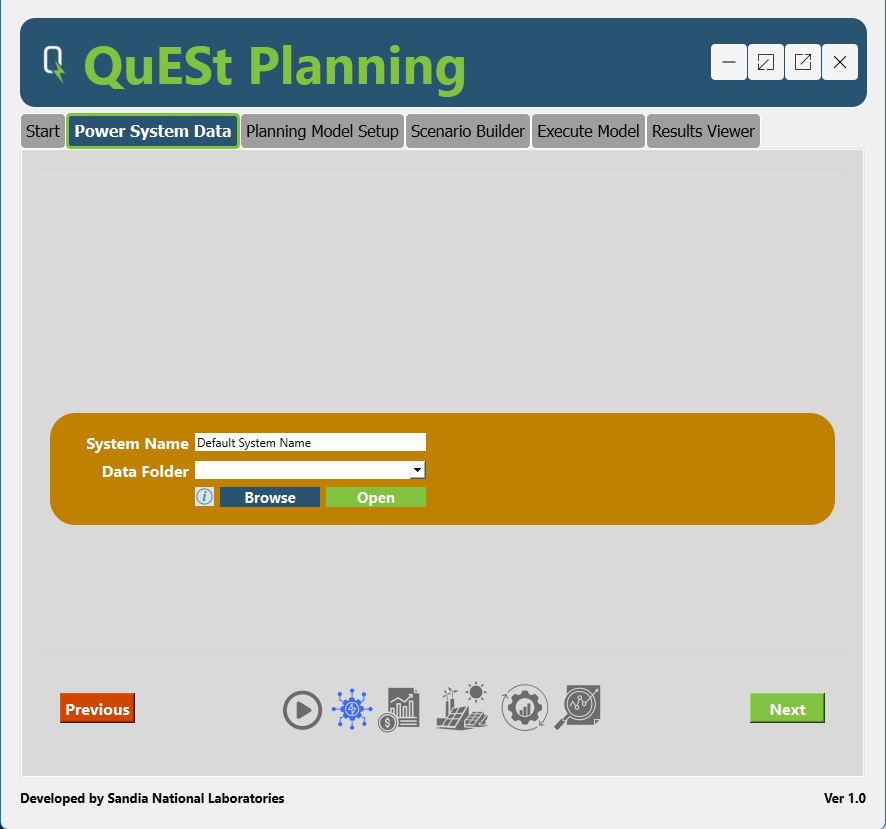 QuESt Planning
Start Power System Data Planning Model Setup Scenario Builder Execute Model Results Viewer
System Name Default System Name
Data Folder
i Browse Open
Previous Next
Developed by Sandia National Laboratories Ver 1.0